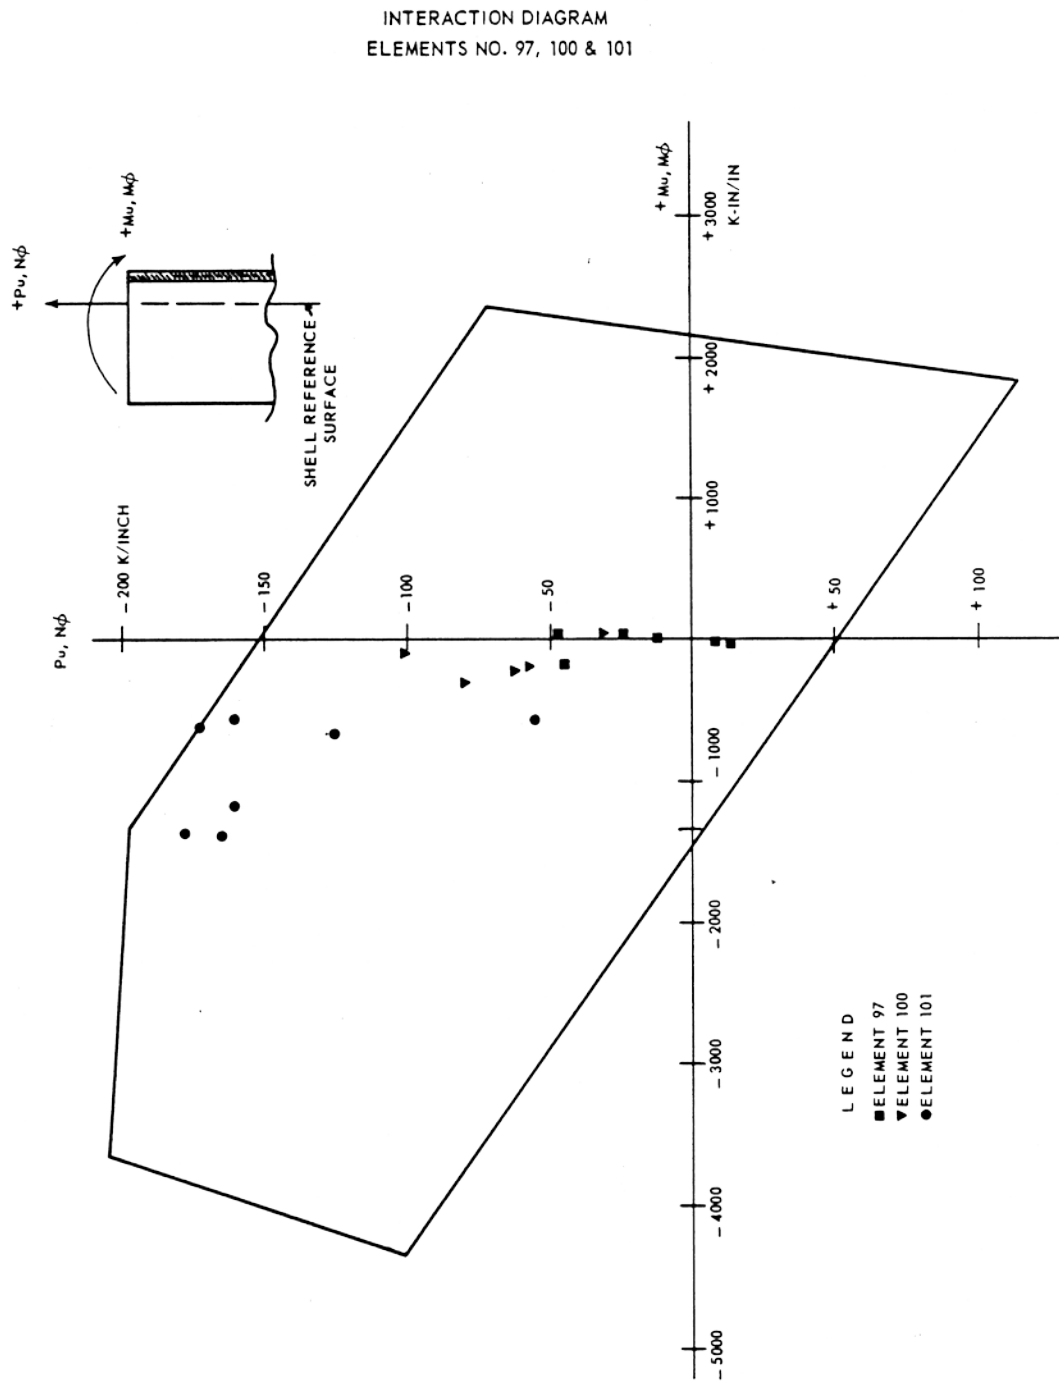 INTERACTION DIAGRAM
ELEMENTS NO. 97, 100 & 101
+Pu, Nφ
+Mu, Mφ
SHELL REFERENCE
SURFACE
Pu, Nφ
- 200 K/INCH
- 150
- 100
- 50
+ 50
+ 100
+Mu, Mφ
K-IN/IN
+3000
+2000
+1000
-1000
-2000
-3000
-4000
-5000
LEGEND
■ELEMENT 97
▼ELEMENT 100
●ELEMENT 101